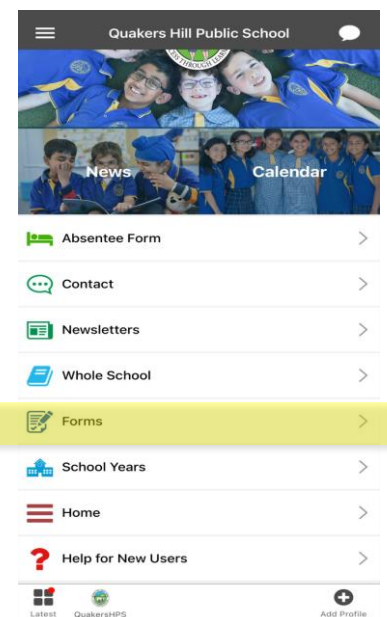 Quakers Hill Public School
THROUGH
News
Calendar
Absentee Form
Contact
Newsletters
Whole School
Forms
School Years
Home
Help for New Users
Latest
QuakersHPS
Add Profile